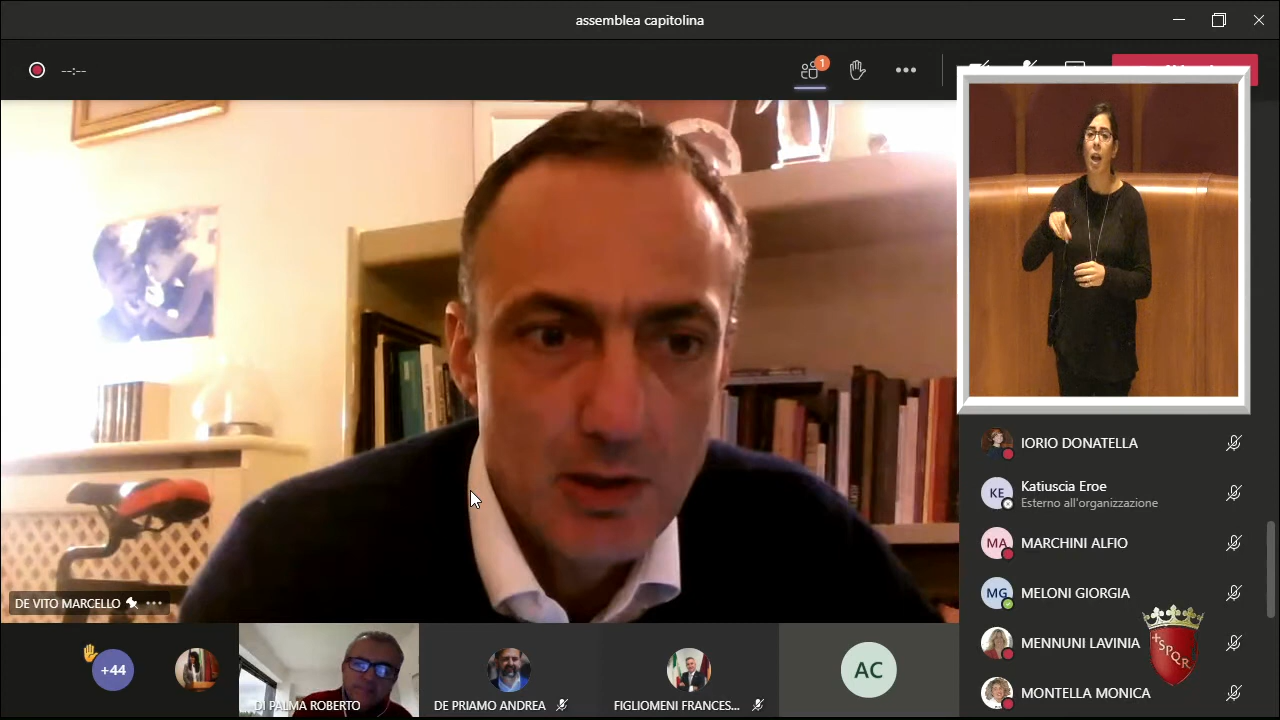 assemblea capitolina
--:--
1
IORIO DONATELLA
KE
Katiuscia Eroe
Esterno all'organizzazione
MA
MARCHINI ALFIO
MG
MELONI GIORGIA
MENNUNI LAVINIA
SPQR
MONTELLA MONICA
DE VITO MARCELLO
+44
DI PALMA ROBERTO
DE PRIAMO ANDREA
FIGLIOMENI FRANCES...
AC